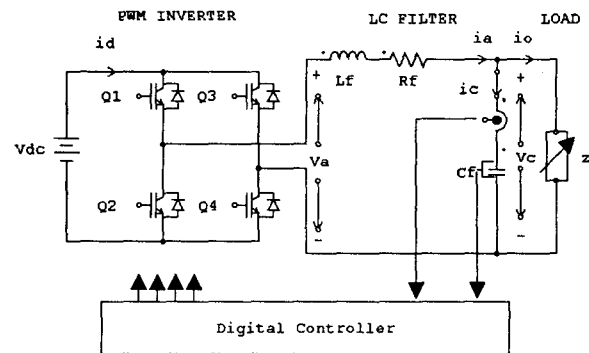 PWM INVERTER
LC FILTER
LOAD
id
ia
io
Lf
Rf
Q1
Q3
ic
Vdc
Va
Vc
Cf
z
Q2
Q4
Digital Controller